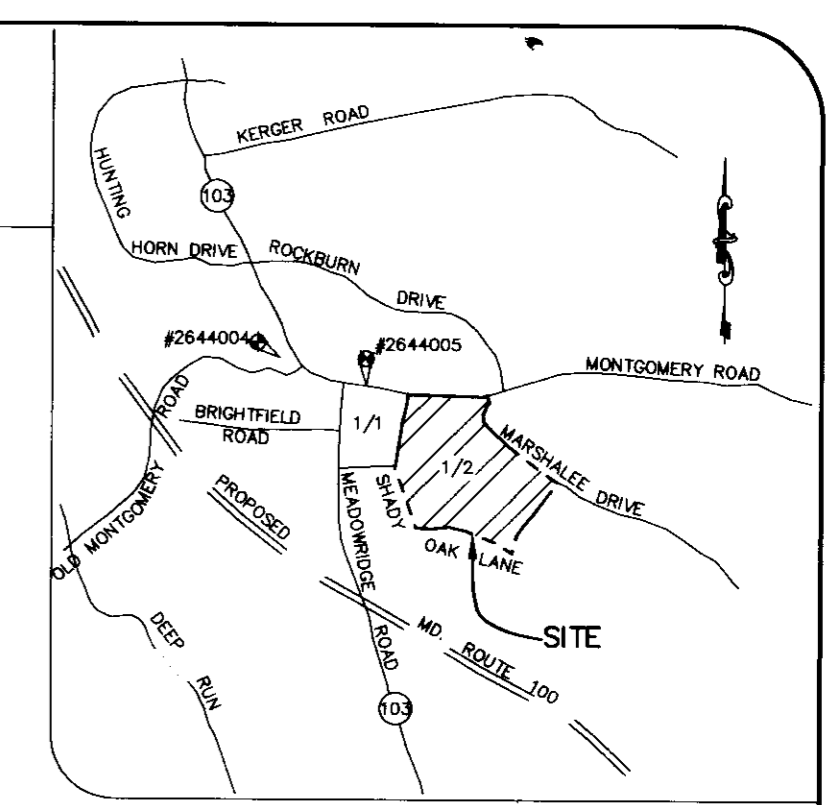 KERGER ROAD
HUNTING
HORN DRIVE
103
ROCKBURN
DRIVE
#2644004
#2644005
MONTGOMERY ROAD
OLD MONTGOMERY
ROAD
BRIGHTFIELD
ROAD
1/1
1/2
MARSHALEE DRIVE
SHADY
OAK LANE
MEADOWRIDGE
ROAD
PROPOSED
MD. ROUTE 100
SITE
DEEP
RUN
103